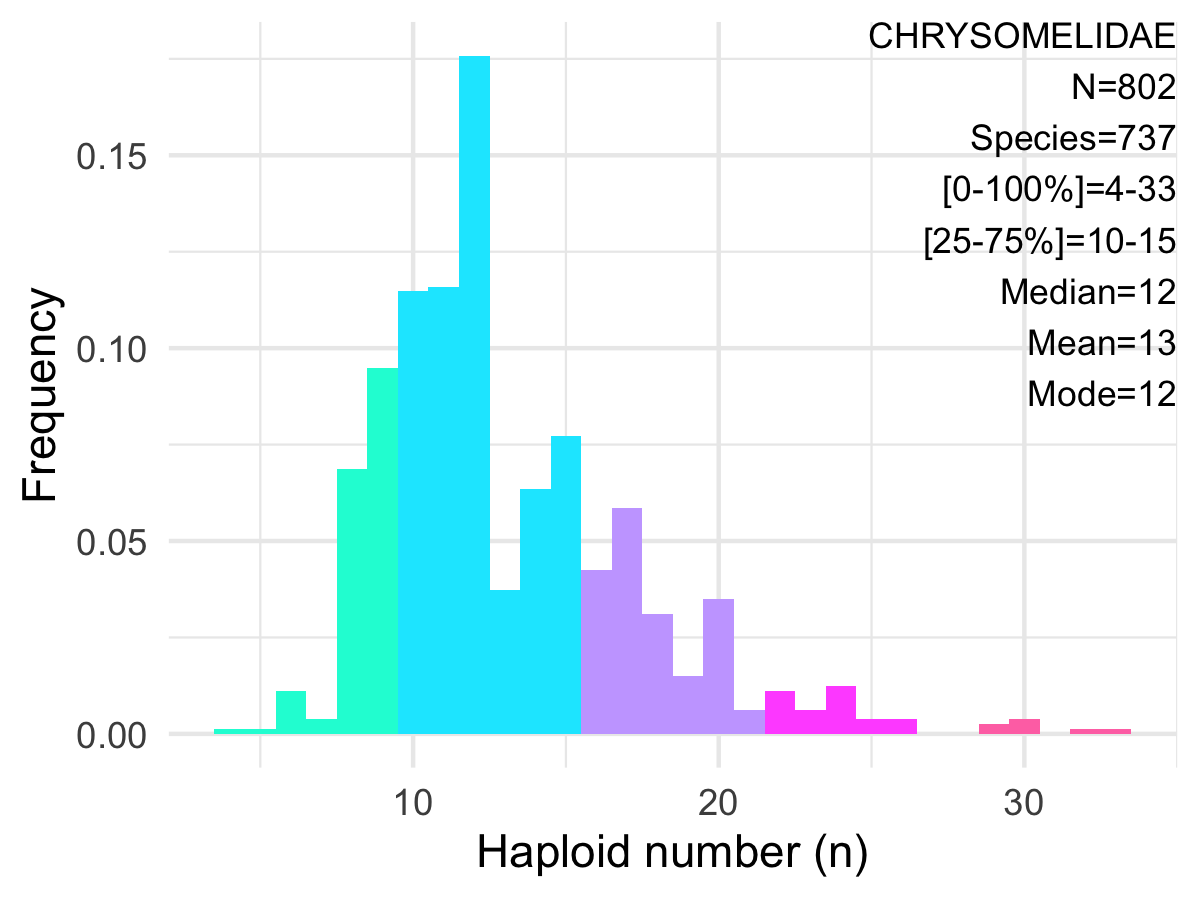 CHRYSOMELIDAE
N=802
Species=737
[0-100%]=4-33
[25-75%]=10-15
Median=12
Mean=13
Mode=12
Frequency
0.15
0.10
0.05
0.00
10 20 30
Haploid number (n)